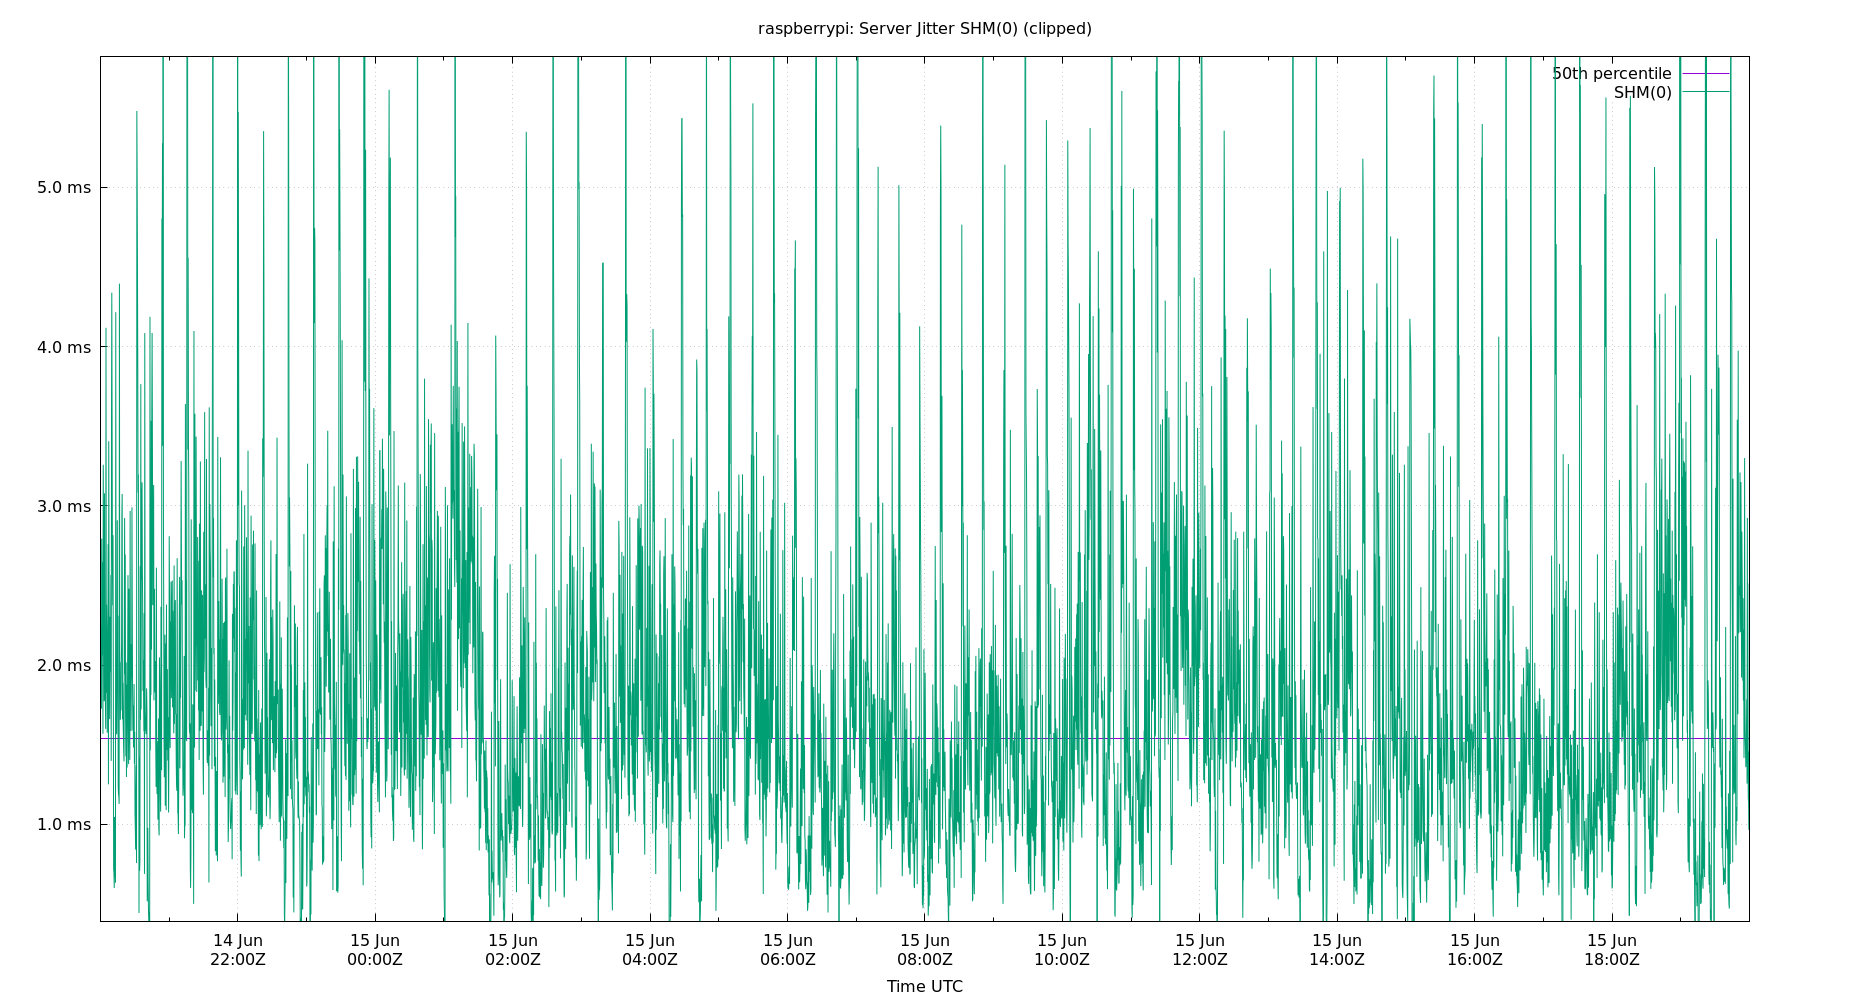 raspberrypi: Server Jitter SHM(0) (clipped)
50th percentile
SHM(0)
5.0 ms
4.0 ms
3.0 ms
2.0 ms
1.0 ms
14 Jun 15 Jun 15 Jun 15 Jun 15 Jun 15 Jun 15 Jun 15 Jun 15 Jun 15 Jun 15 Jun
22:00Z 00:00Z 02:00Z 04:00Z 06:00Z 08:00Z 10:00Z 12:00Z 14:00Z 16:00Z 18:00Z
Time UTC